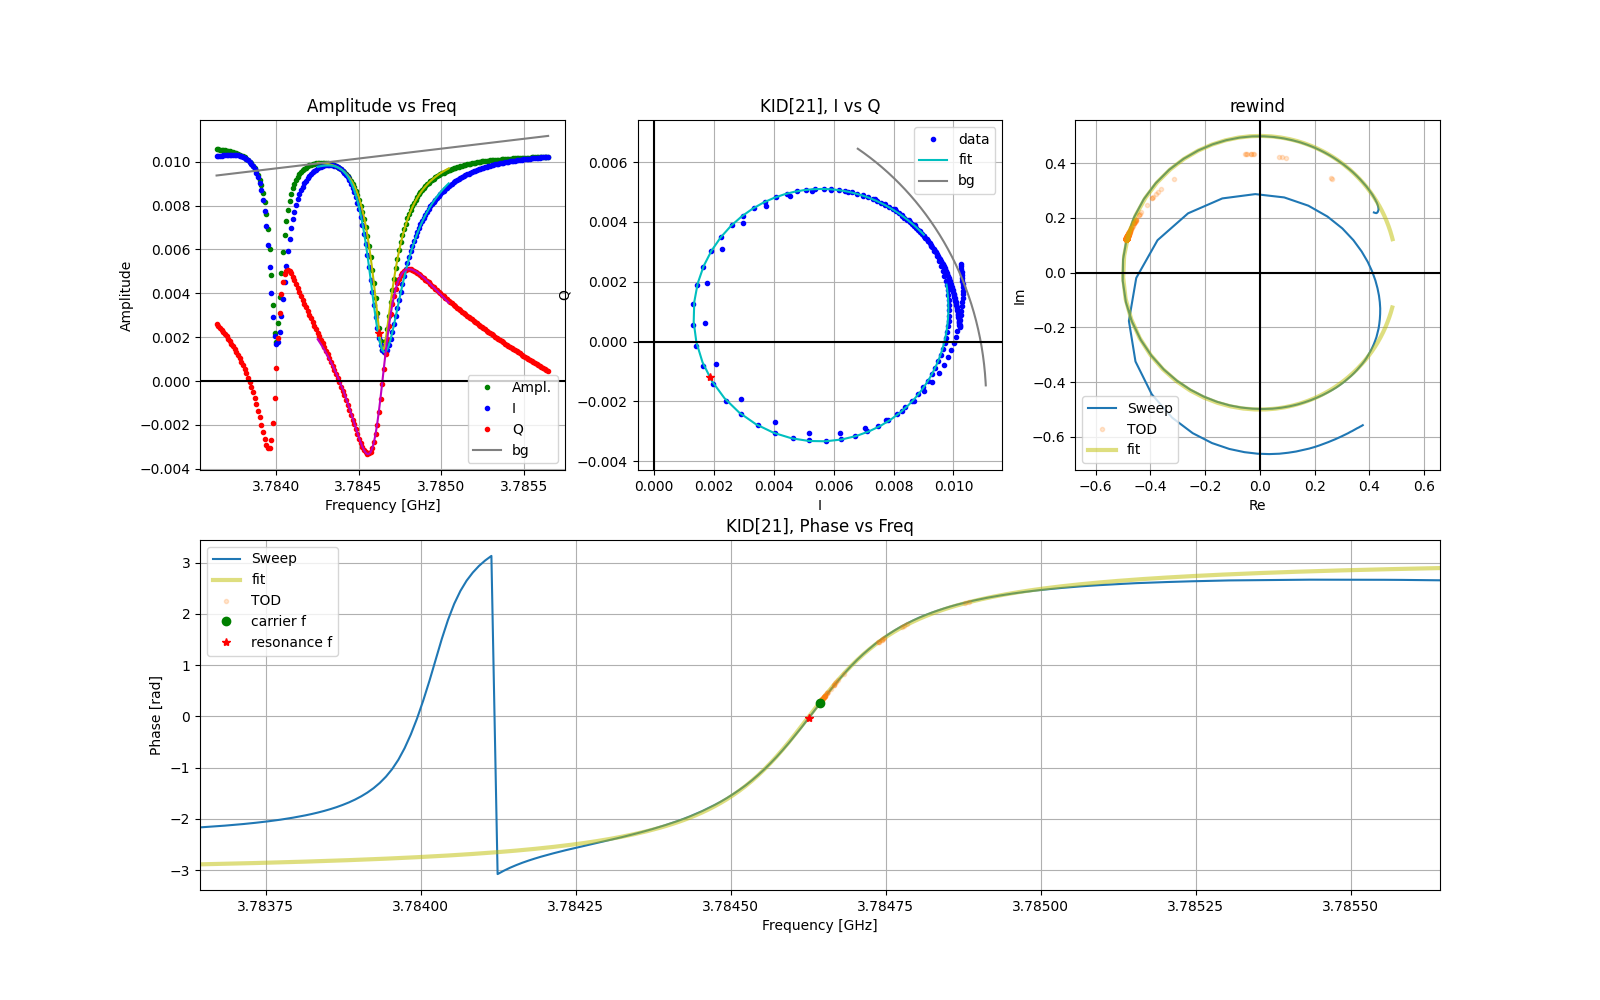 Amplitude vs Freq
Amplitude
0.010
0.008
0.006
0.004
0.002
0.000
−0.002
−0.004
3.7840
3.7845
3.7850
3.7855
Frequency [GHz]
Ampl.
I
Q
bg
KID[21], I vs Q
Q
0.006
0.004
0.002
0.000
−0.002
−0.004
0.000
0.002
0.004
0.006
0.008
0.010
I
data
fit
bg
rewind
Im
0.4
0.2
0.0
−0.2
−0.4
−0.6
−0.6
−0.4
−0.2
0.0
0.2
0.4
0.6
Re
Sweep
TOD
fit
KID[21], Phase vs Freq
Phase [rad]
3
2
1
0
−1
−2
−3
3.78375
3.78400
3.78425
3.78450
3.78475
3.78500
3.78525
3.78550
Frequency [GHz]
Sweep
fit
TOD
carrier f
resonance f